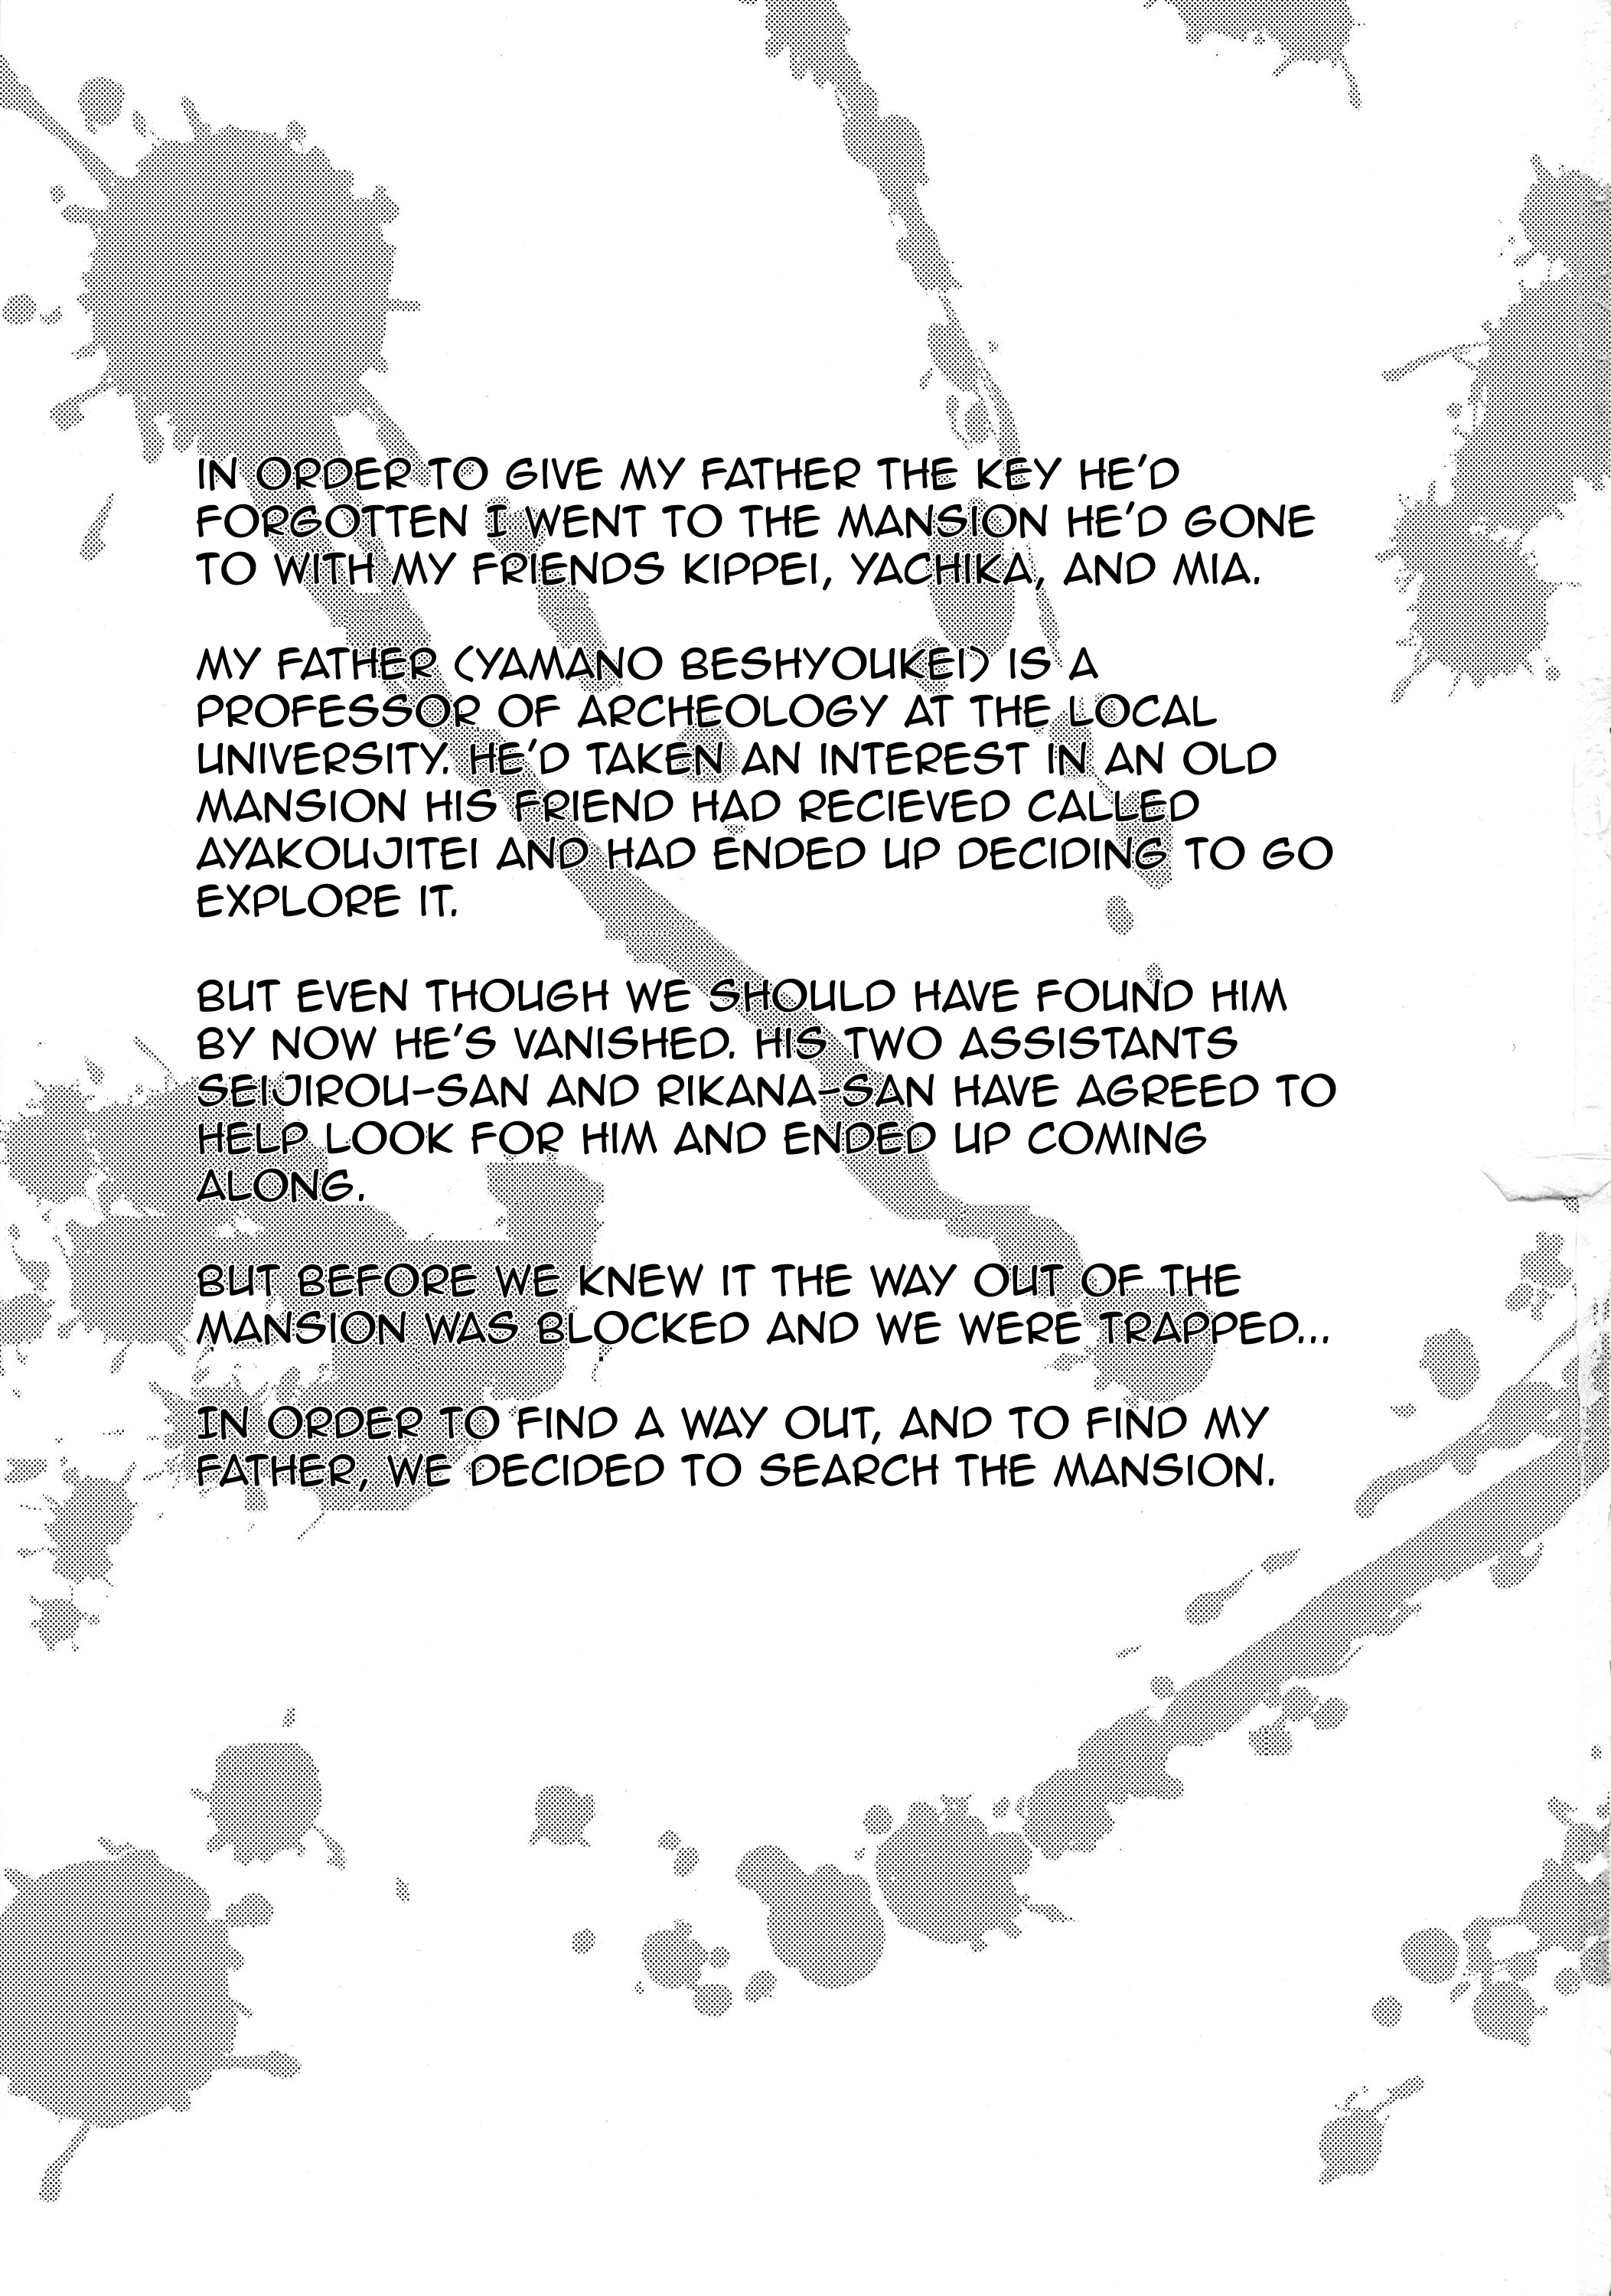 IN ORDER TO GIVE MY FATHER THE KEY HE'D
FORGOTTEN I WENT TO THE MANSION HE'D GONE
TO WITH MY FRIENDS KIPPEI, YACHIKA, AND MIA.
MY FATHER (YAMANO BESHYOUKEI) IS A
PROFESSOR OF ARCHEOLOGY AT THE LOCAL
UNIVERSITY. HE'D TAKEN AN INTEREST IN AN OLD
MANSION HIS FRIEND HAD RECIEVED CALLED
AYAKOUJITEI AND HAD ENDED UP DECIDING TO GO
EXPLORE IT.
BUT EVEN THOUGH WE SHOULD HAVE FOUND HIM
BY NOW HE'S VANISHED. HIS TWO ASSISTANTS
SEIJIROU-SAN AND RIKANA-SAN HAVE AGREED TO
HELP LOOK FOR HIM AND ENDED UP COMING
ALONG.
BUT BEFORE WE KNEW IT THE WAY OUT OF THE
MANSION WAS BLOCKED AND WE WERE TRAPPED...
IN ORDER TO FIND A WAY OUT, AND TO FIND MY
FATHER, WE DECIDED TO SEARCH THE MANSION.